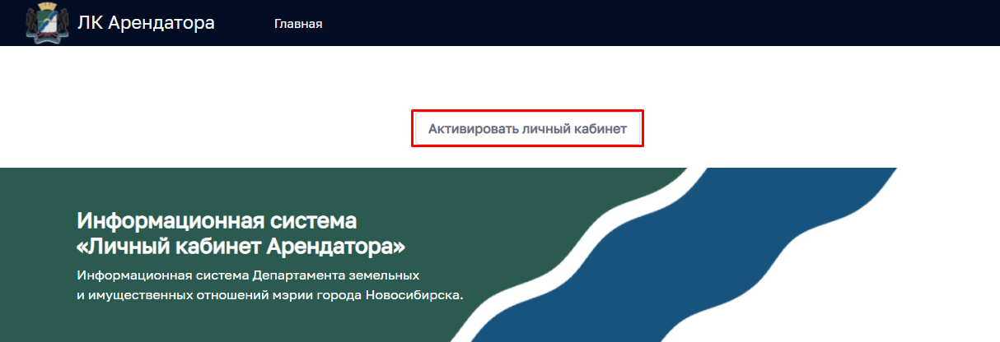 ЛК Арендатора
Главная
Активировать личный кабинет
Информационная система
«Личный кабинет Арендатора»
Информационная система Департамента земельных
и имущественных отношений мэрии города Новосибирска.